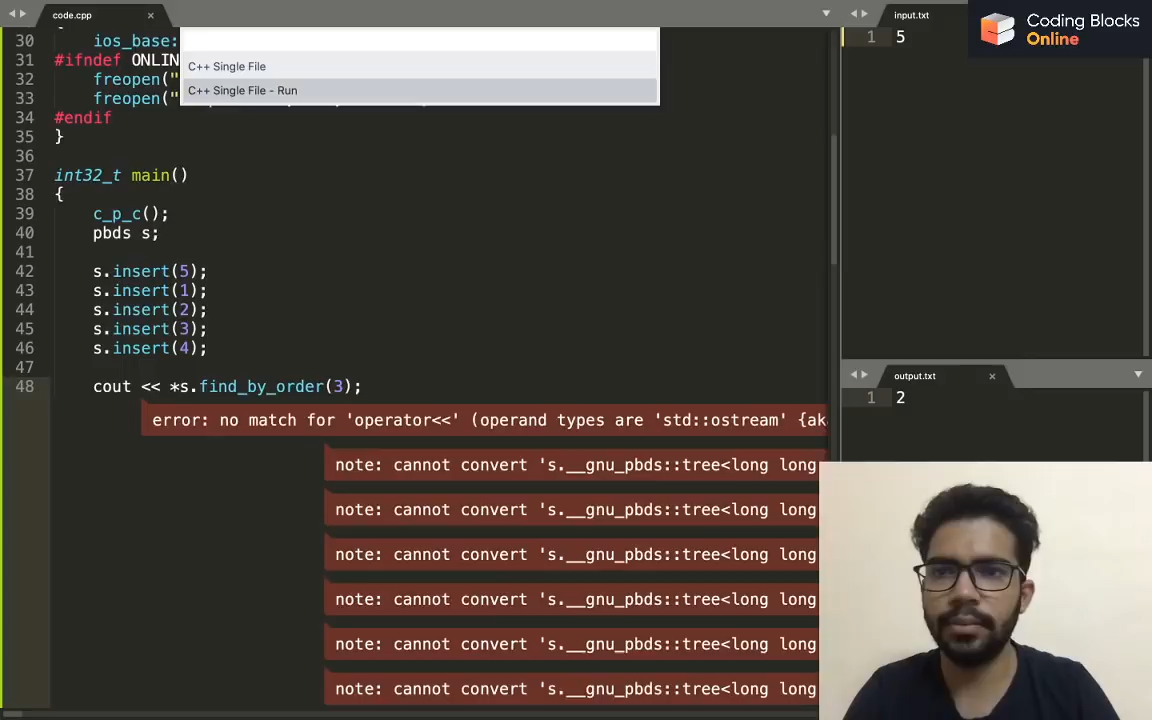 code.cpp
30 ios_base:
C++ Single File
31 #ifndef ONLIN
32 freopen("
C++ Single File - Run
33 freopen("
34 #endif
35 }
36
37 int32_t main()
38 {
39 c_p_c();
40 pbds s;
41
42 s.insert(5);
43 s.insert(1);
44 s.insert(2);
45 s.insert(3);
46 s.insert(4);
47
48 cout << *s.find_by_order(3);
error: no match for 'operator<<' (operand types are 'std::ostream' {ak
note: cannot convert 's.__gnu_pbds::tree<long long
note: cannot convert 's.__gnu_pbds::tree<long long
note: cannot convert 's.__gnu_pbds::tree<long long
note: cannot convert 's.__gnu_pbds::tree<long long
note: cannot convert 's.__gnu_pbds::tree<long long
note: cannot convert 's.__gnu_pbds::tree<long long
input.txt
1 5
Coding Blocks
Online
output.txt
1 2